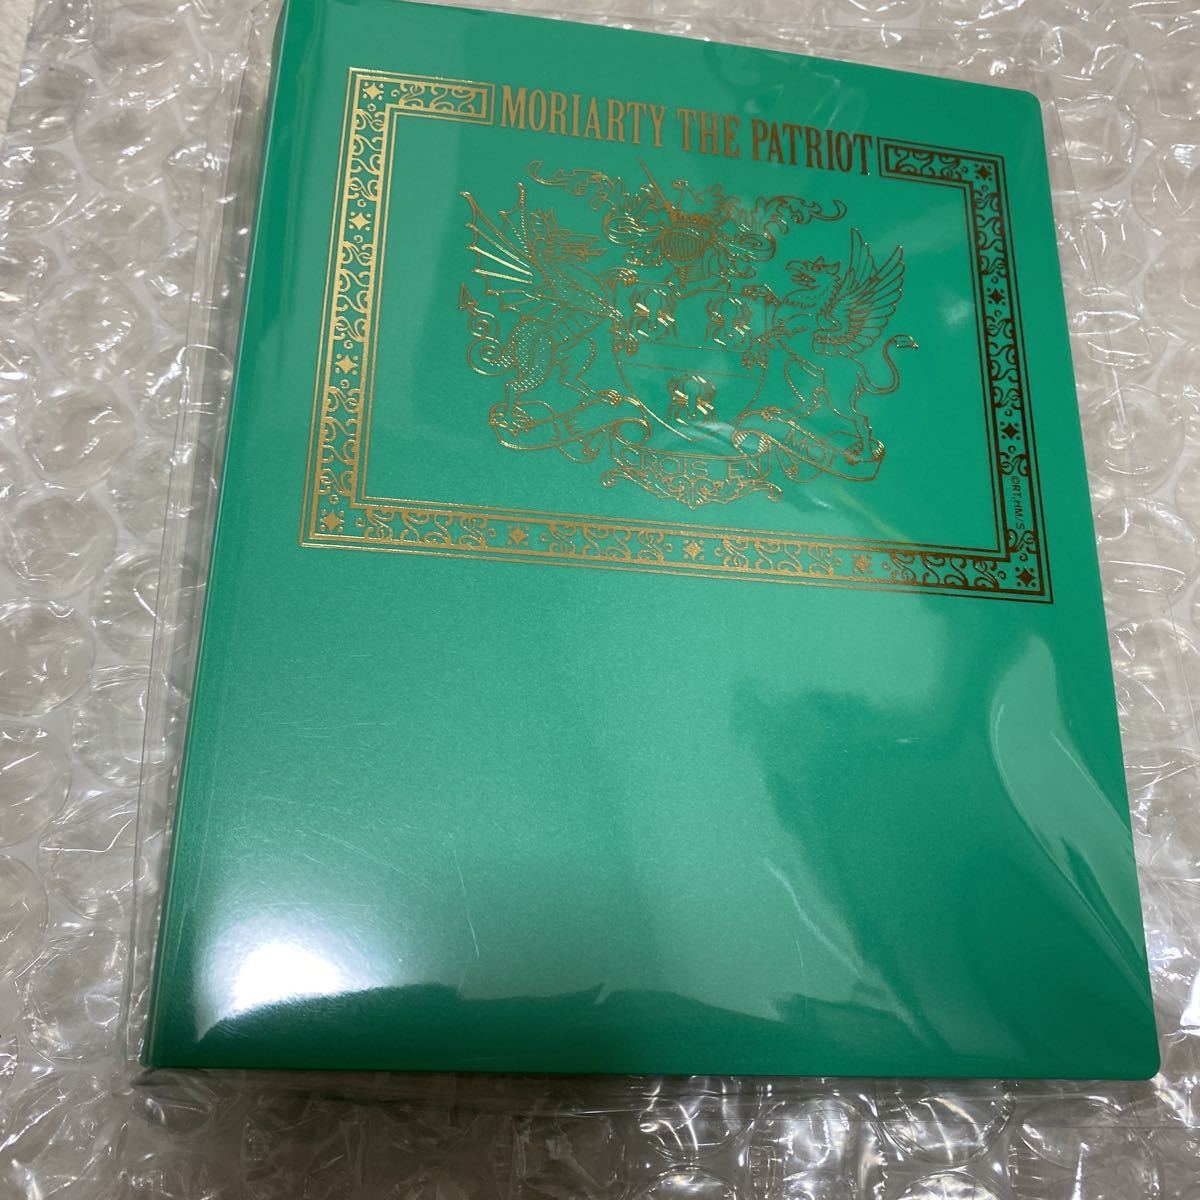 MORIARTY THE PATRIOT
JE CROIS EN MOI
©RT.HM/S